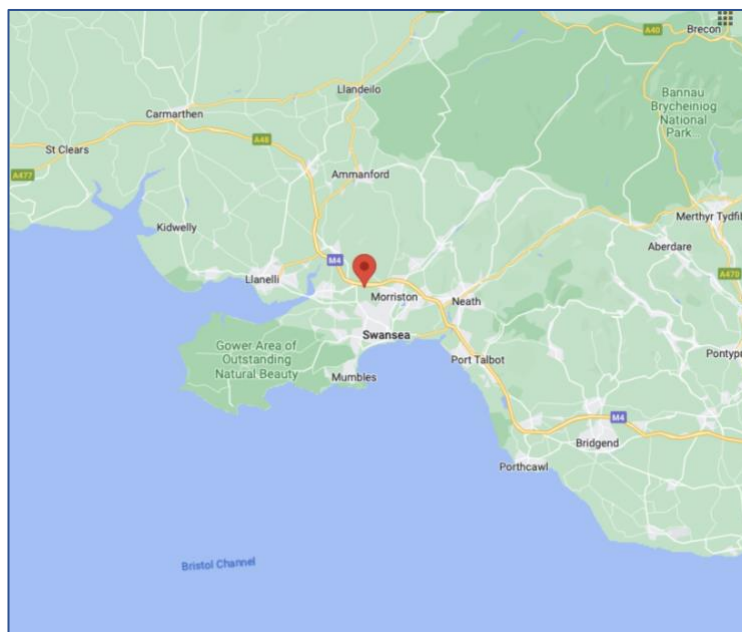 Brecon
A40
Llandeilo
Bannau
Brycheiniog
National
Park...
Carmarthen
A48
St Clears
Ammanford
A477
Merthyr Tydfil
Kidwelly
Aberdare
M4
A470
Llanelli
Morriston
Neath
Swansea
Gower Area of
Outstanding
Natural Beauty
Port Talbot
Pontypr
Mumbles
M4
Bridgend
Porthcawl
Bristol Channel